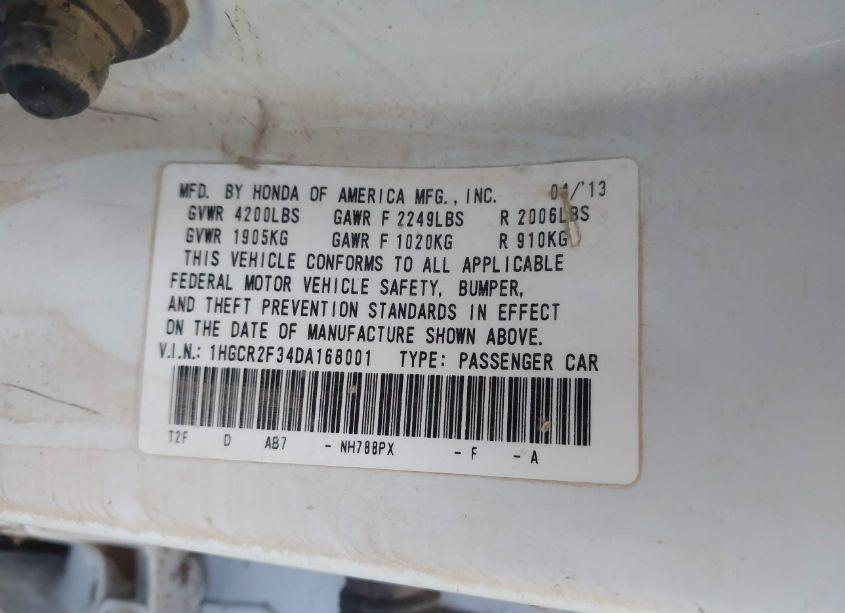 MFD. BY HONDA OF AMERICA MFG., INC. 04/'13
GVWR 4200LBS GAWR F 2249LBS R 2006LBS
GVWR 1905KG GAWR F 1020KG R 910KG
THIS VEHICLE CONFORMS TO ALL APPLICABLE
FEDERAL MOTOR VEHICLE SAFETY, BUMPER,
AND THEFT PREVENTION STANDARDS IN EFFECT
ON THE DATE OF MANUFACTURE SHOWN ABOVE.
V.I.N.: 1HGCR2F34DA168001 TYPE: PASSENGER CAR
T2F D AB7 - NH788PX - F - A